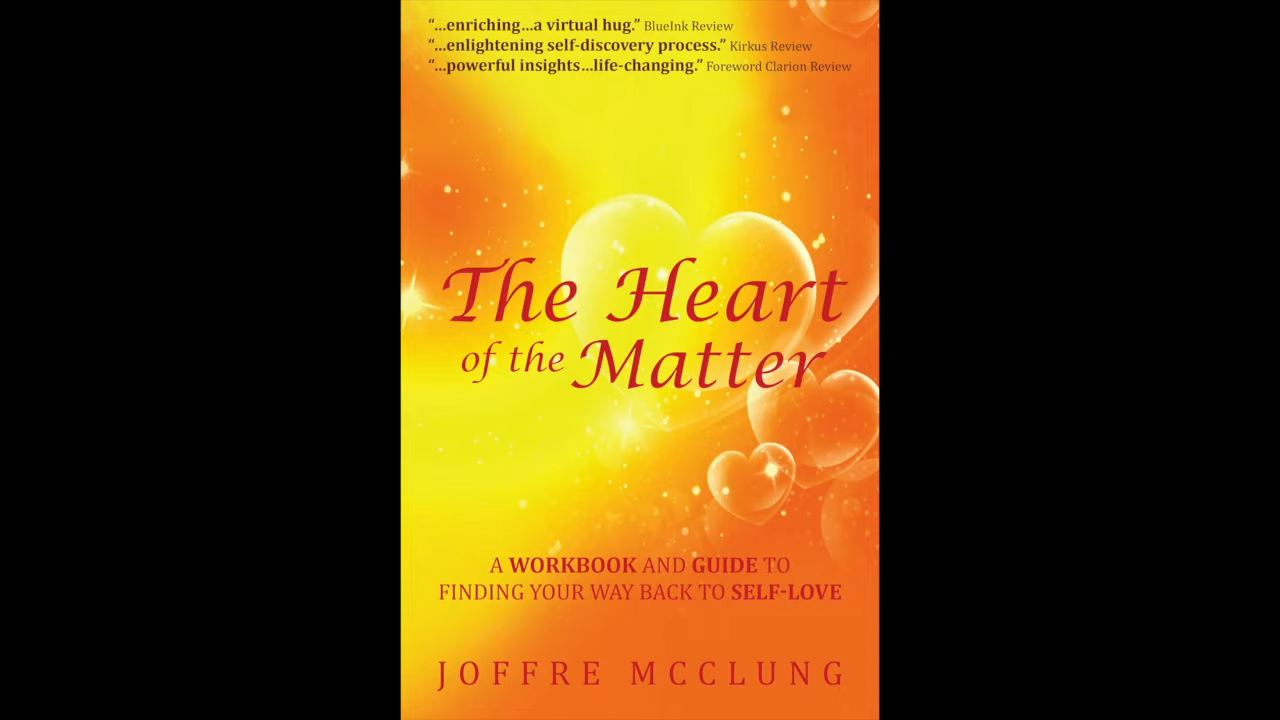 “...enriching...a virtual hug.” BlueInk Review
“...enlightening self-discovery process.” Kirkus Review
“...powerful insights...life-changing.” Foreword Clarion Review
The Heart
of the Matter
A WORKBOOK AND GUIDE TO
FINDING YOUR WAY BACK TO SELF-LOVE
JOFFRE MCCLUNG